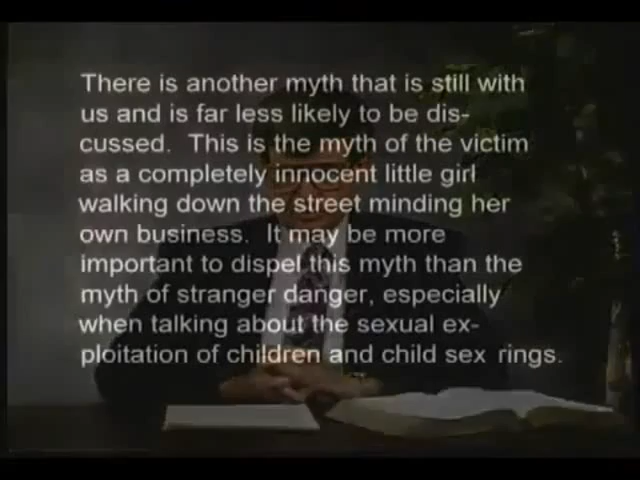 There is another myth that is still with
us and is far less likely to be dis-
cussed.  This is the myth of the victim
as a completely innocent little girl
walking down the street minding her
own business.  It may be more
important to dispel this myth than the
myth of stranger danger, especially
when talking about the sexual ex-
ploitation of children and child sex rings.